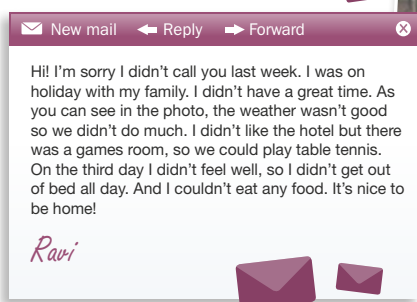 New mail Reply Forward
Hi! I'm sorry I didn't call you last week. I was on
holiday with my family. I didn't have a great time. As
you can see in the photo, the weather wasn't good
so we didn't do much. I didn't like the hotel but there
was a games room, so we could play table tennis.
On the third day I didn't feel well, so I didn't get out
of bed all day. And I couldn't eat any food. It's nice to
be home!
Ravi